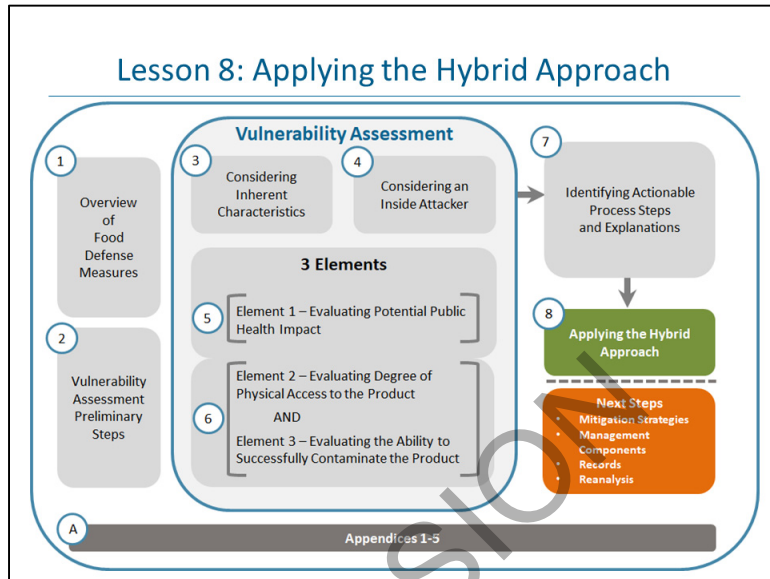 Lesson 8: Applying the Hybrid Approach
1
Overview
of
Food
Defense
Measures
2
Vulnerability
Assessment
Preliminary
Steps
Vulnerability Assessment
3
Considering
Inherent
Characteristics
4
Considering an
Inside Attacker
3 Elements
5
Element 1 – Evaluating Potential Public
Health Impact
6
Element 2 – Evaluating Degree of
Physical Access to the Product
AND
Element 3 – Evaluating the Ability to
Successfully Contaminate the Product
7
Identifying Actionable
Process Steps
and Explanations
8
Applying the Hybrid
Approach
Next Steps
• Mitigation Strategies
• Management
Components
• Records
• Reanalysis
A
Appendices 1-5
SION